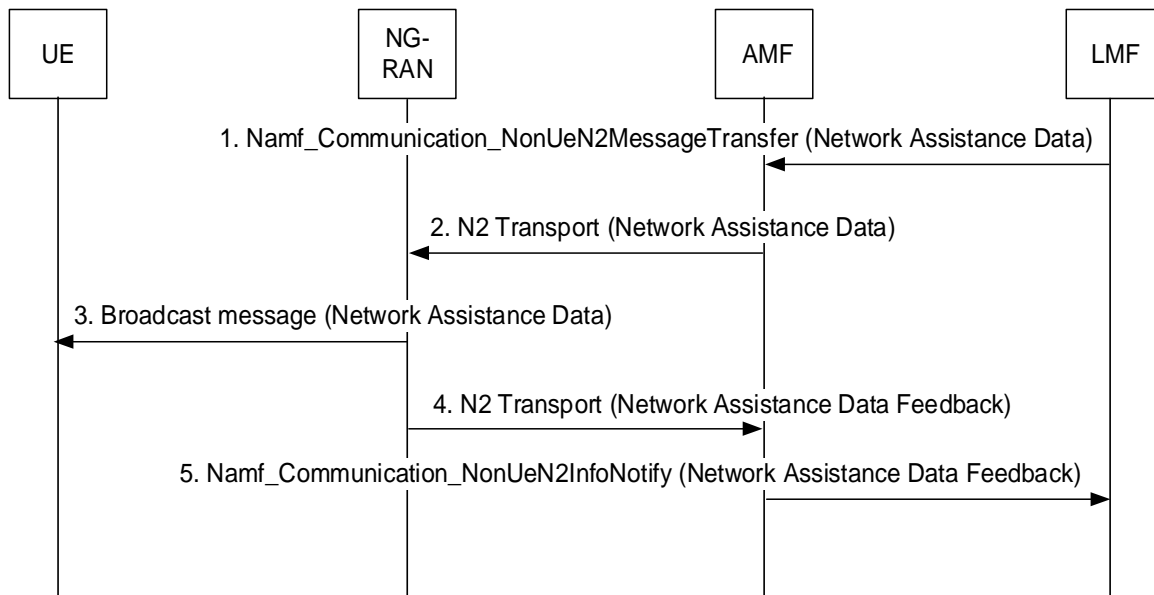 UE
NG-
RAN
AMF
LMF
1. Namf_Communication_NonUeN2MessageTransfer (Network Assistance Data)
2. N2 Transport (Network Assistance Data)
3. Broadcast message (Network Assistance Data)
4. N2 Transport (Network Assistance Data Feedback)
5. Namf_Communication_NonUeN2InfoNotify (Network Assistance Data Feedback)